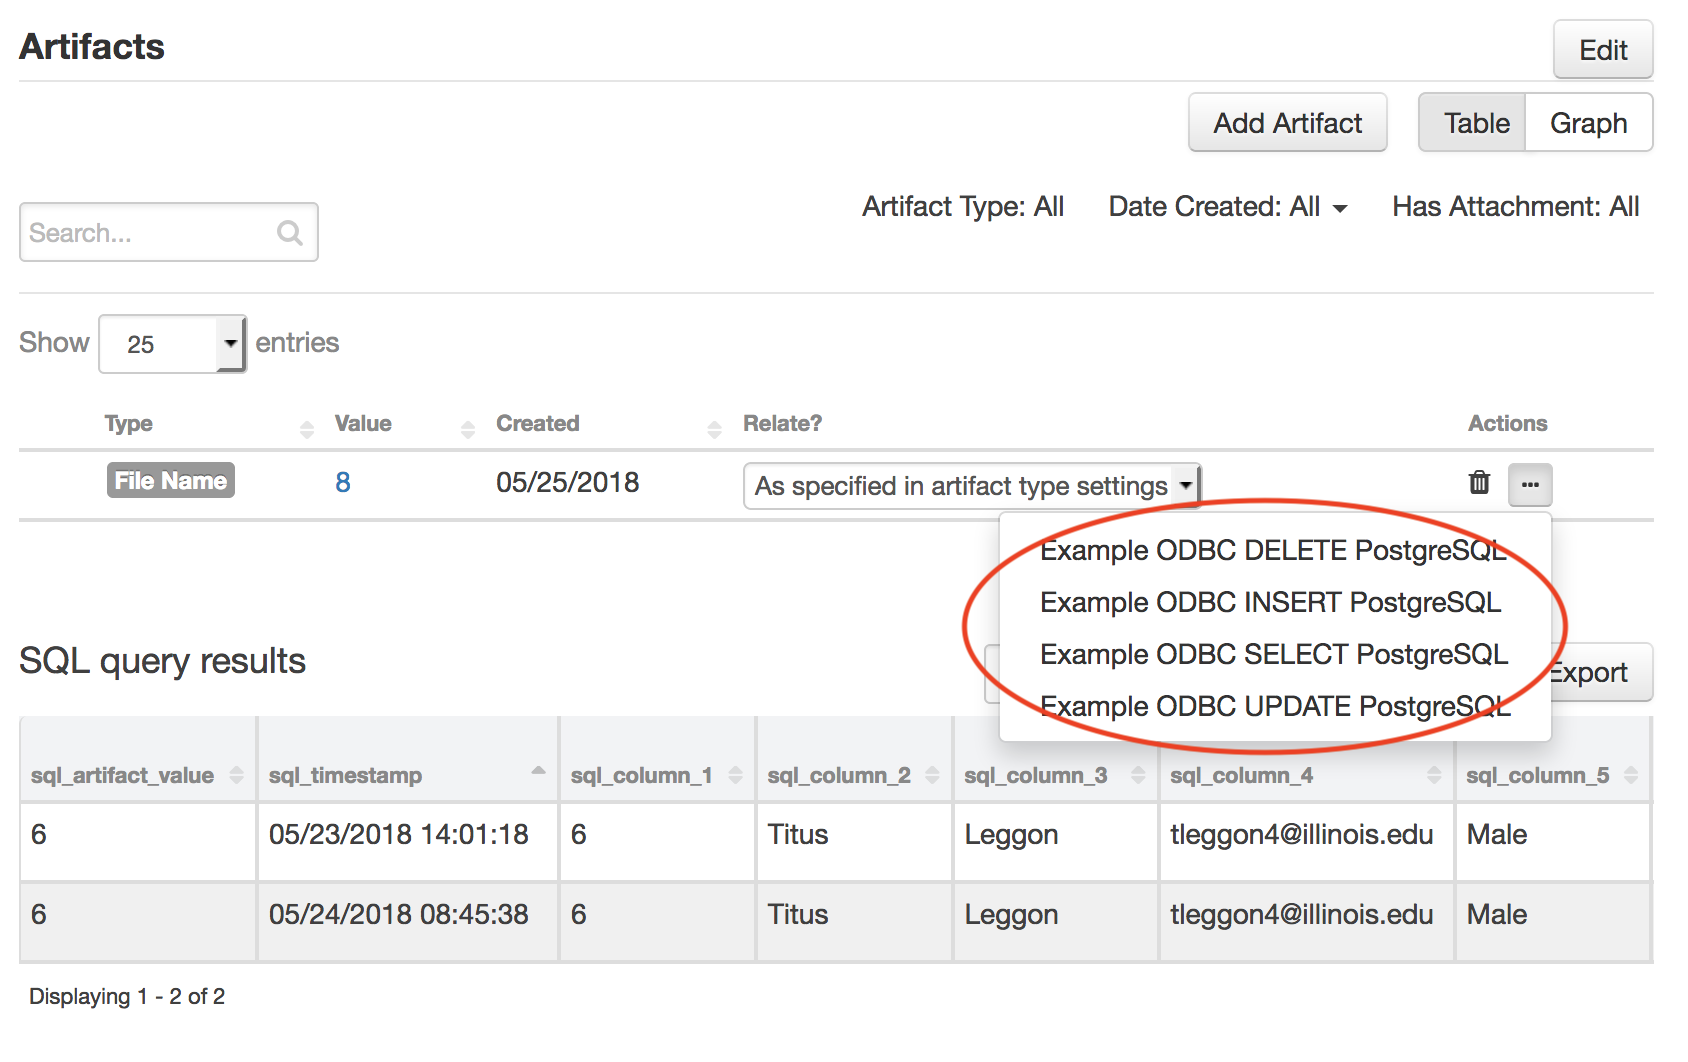 Artifacts
Edit
Add Artifact
Table Graph
Artifact Type: All Date Created: All Has Attachment: All
Search...
Show 25 entries
Type Value Created Relate? Actions
File Name 8 05/25/2018 As specified in artifact type settings ...
Example ODBC DELETE PostgreSQL
Example ODBC INSERT PostgreSQL
Example ODBC SELECT PostgreSQL
Example ODBC UPDATE PostgreSQL
SQL query results
Export
sql_artifact_value sql_timestamp sql_column_1 sql_column_2 sql_column_3 sql_column_4 sql_column_5
6 05/23/2018 14:01:18 6 Titus Leggon tleggon4@illinois.edu Male
6 05/24/2018 08:45:38 6 Titus Leggon tleggon4@illinois.edu Male
Displaying 1 - 2 of 2